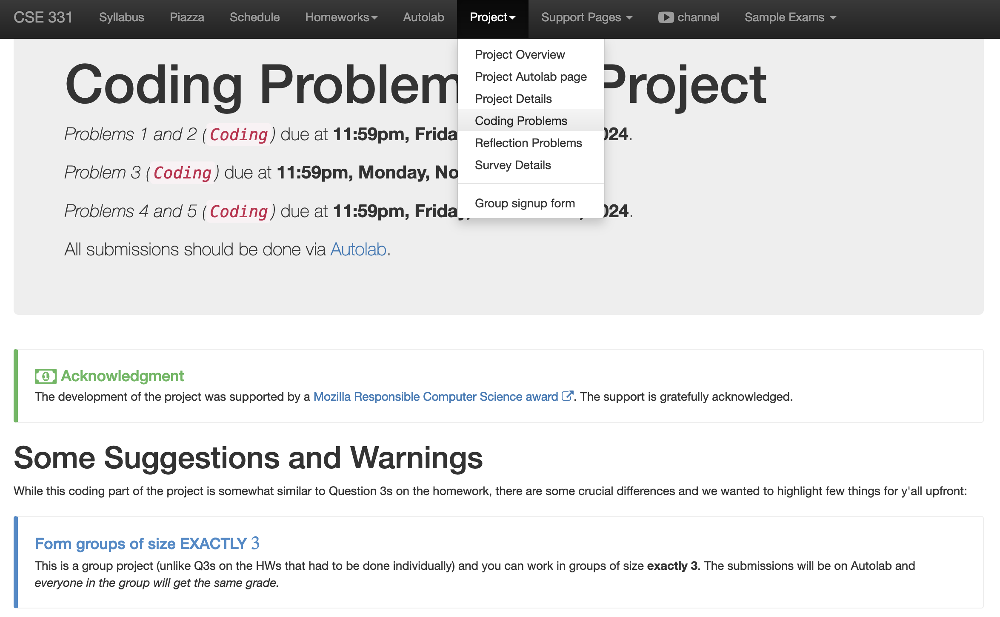 CSE 331 Syllabus Piazza Schedule Homeworks Autolab Project Support Pages channel Sample Exams
Project Overview
Project Autolab page
Project Details
Coding Problems
Reflection Problems
Survey Details
Group signup form
Coding Problem Project
Problems 1 and 2 (Coding) due at 11:59pm, Frida 024.
Problem 3 (Coding) due at 11:59pm, Monday, No
Problems 4 and 5 (Coding) due at 11:59pm, Friday, 024.
All submissions should be done via Autolab.
Acknowledgment
The development of the project was supported by a Mozilla Responsible Computer Science award. The support is gratefully acknowledged.
Some Suggestions and Warnings
While this coding part of the project is somewhat similar to Question 3s on the homework, there are some crucial differences and we wanted to highlight few things for y'all upfront:
Form groups of size EXACTLY 3
This is a group project (unlike Q3s on the HWs that had to be done individually) and you can work in groups of size exactly 3. The submissions will be on Autolab and
everyone in the group will get the same grade.